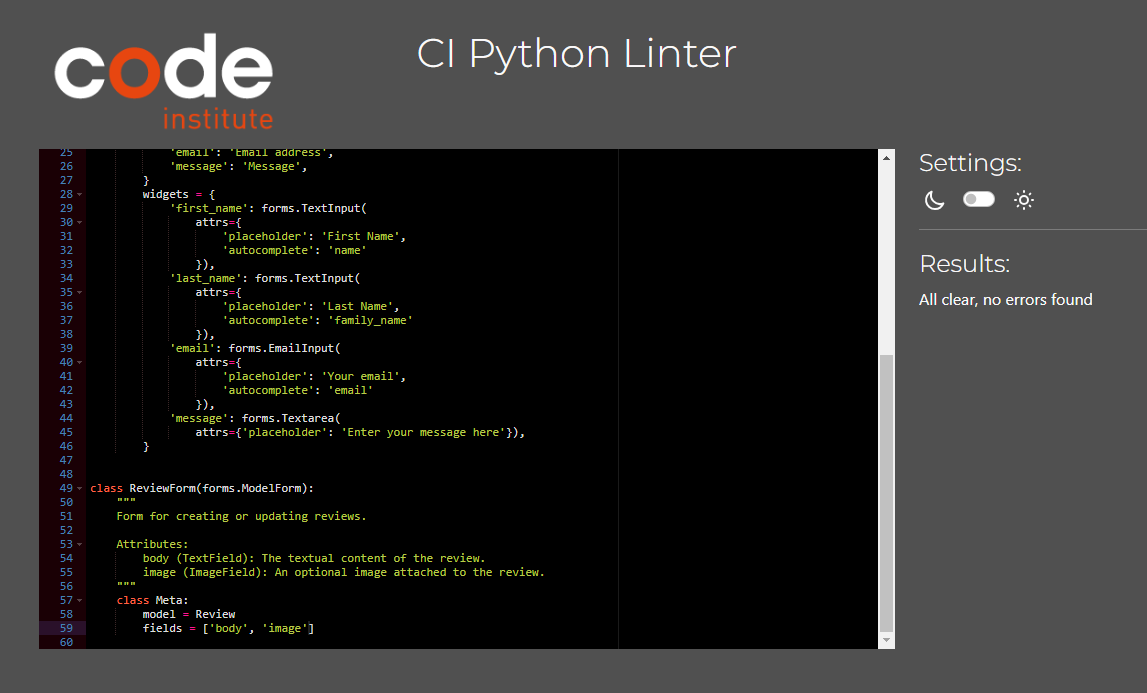 code
institute
CI Python Linter
25 'email': 'Email address',
26 'message': 'Message',
27 }
28 widgets = {
29 'first_name': forms.TextInput(
30 attrs={
31 'placeholder': 'First Name',
32 'autocomplete': 'name'
33 }),
34 'last_name': forms.TextInput(
35 attrs={
36 'placeholder': 'Last Name',
37 'autocomplete': 'family_name'
38 }),
39 'email': forms.EmailInput(
40 attrs={
41 'placeholder': 'Your email',
42 'autocomplete': 'email'
43 }),
44 'message': forms.Textarea(
45 attrs={'placeholder': 'Enter your message here'}),
46 }
47
48
49 class ReviewForm(forms.ModelForm):
50 """
51 Form for creating or updating reviews.
52
53 Attributes:
54 body (TextField): The textual content of the review.
55 image (ImageField): An optional image attached to the review.
56 """
57 class Meta:
58 model = Review
59 fields = ['body', 'image']
60
Settings:
Results:
All clear, no errors found